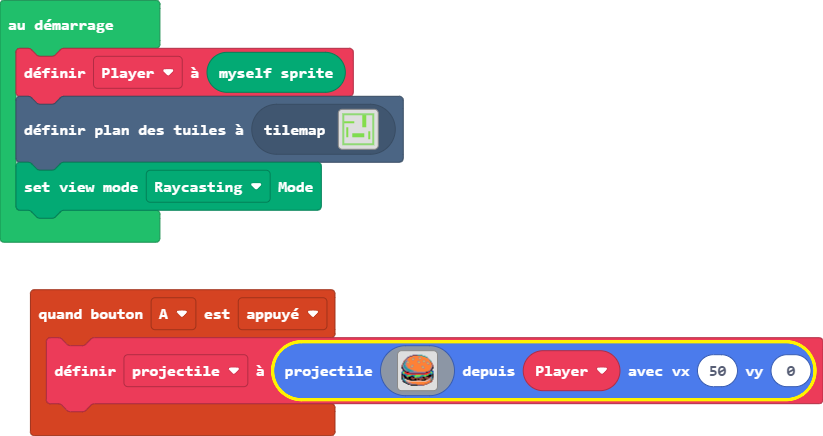 au démarrage
définir Player à myself sprite
définir plan des tuiles à tilemap
set view mode Raycasting Mode
quand bouton A est appuyé
définir projectile à projectile depuis Player avec vx 50 vy 0